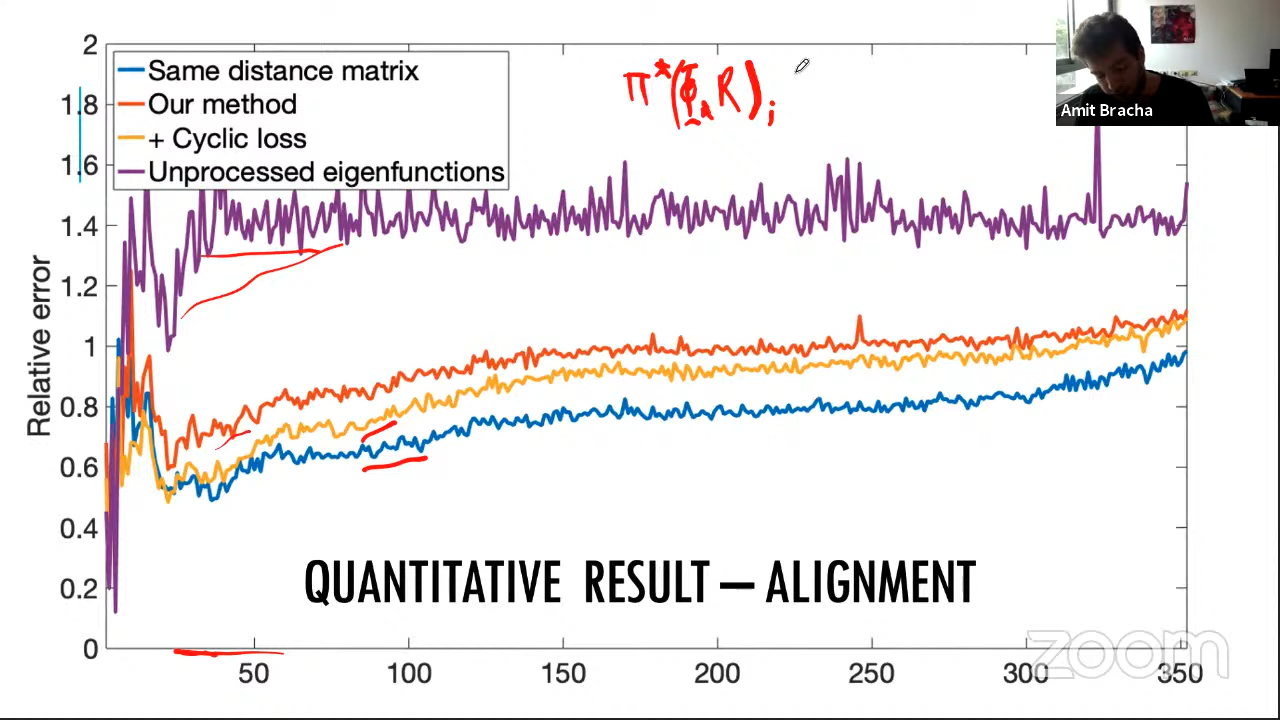 2
Same distance matrix
1.8
Our method
+ Cyclic loss
1.6
Unprocessed eigenfunctions
Amit Bracha
π*(Φ R)ᵢ
1.4
1.2
1
0.8
0.6
0.4
0.2
0
Relative error
QUANTITATIVE RESULT – ALIGNMENT
50 100 150 200 250 300 350
zoom